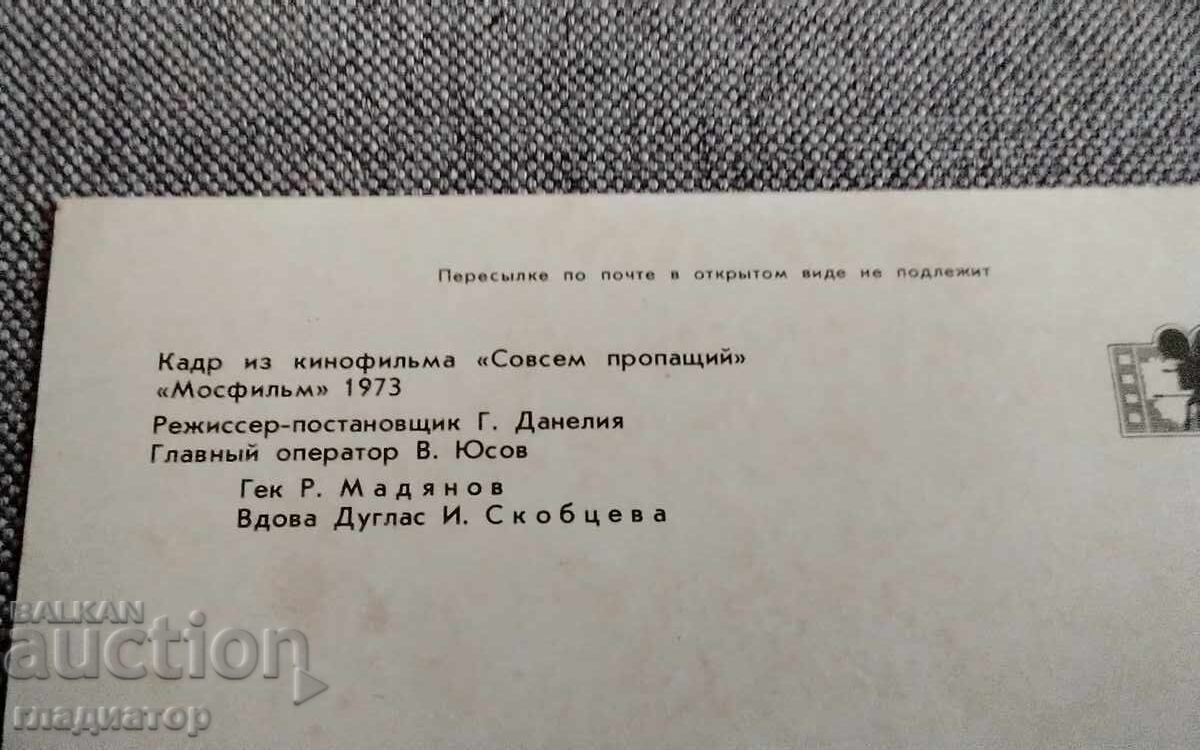 Пересылке по почте в открытом виде не подлежит
Кадр из кинофильма «Совсем пропащий»
«Мосфильм» 1973
Режиссер-постановщик Г. Данелия
Главный оператор В. Юсов
Гек Р. Мадянов
Вдова Дуглас И. Скобцева
BALKAN
auction
гладиатор